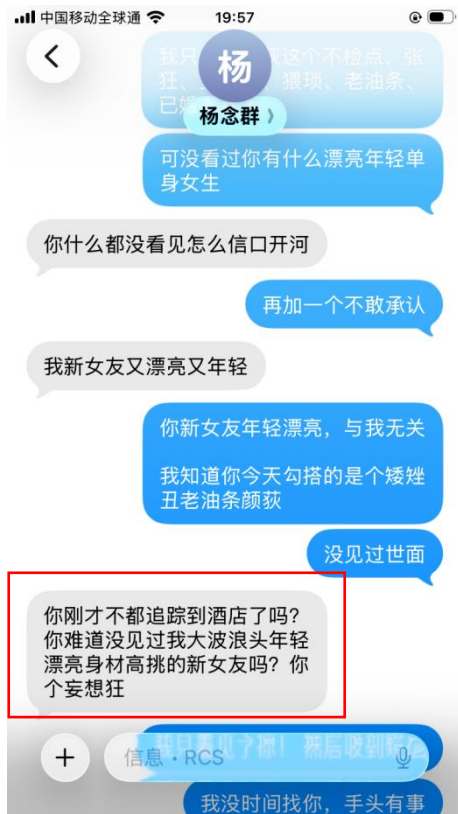 中国移动全球通
19:57
杨
杨念群
可没看过你有什么漂亮年轻单
身女生
你什么都没看见怎么信口开河
再加一个不敢承认
我新女友又漂亮又年轻
你新女友年轻漂亮，与我无关
我知道你今天勾搭的是个矮矬
丑老油条颜荻
没见过世面
你刚才不都追踪到酒店了吗？
你难道没见过我大波浪头年轻
漂亮身材高挑的新女友吗？你
个妄想狂
信息・RCS
我没时间找你，手头有事